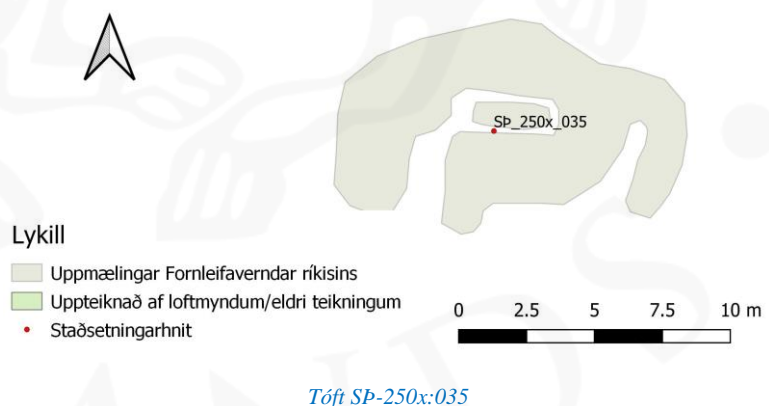 SÞ_250x_035
Lykill
Uppmælingar Fornleifaverndar ríkisins
Uppteiknað af loftmyndum/eldri teikningum
Staðsetningarhnit
0 2.5 5 7.5 10 m
Tóft SÞ-250x:035